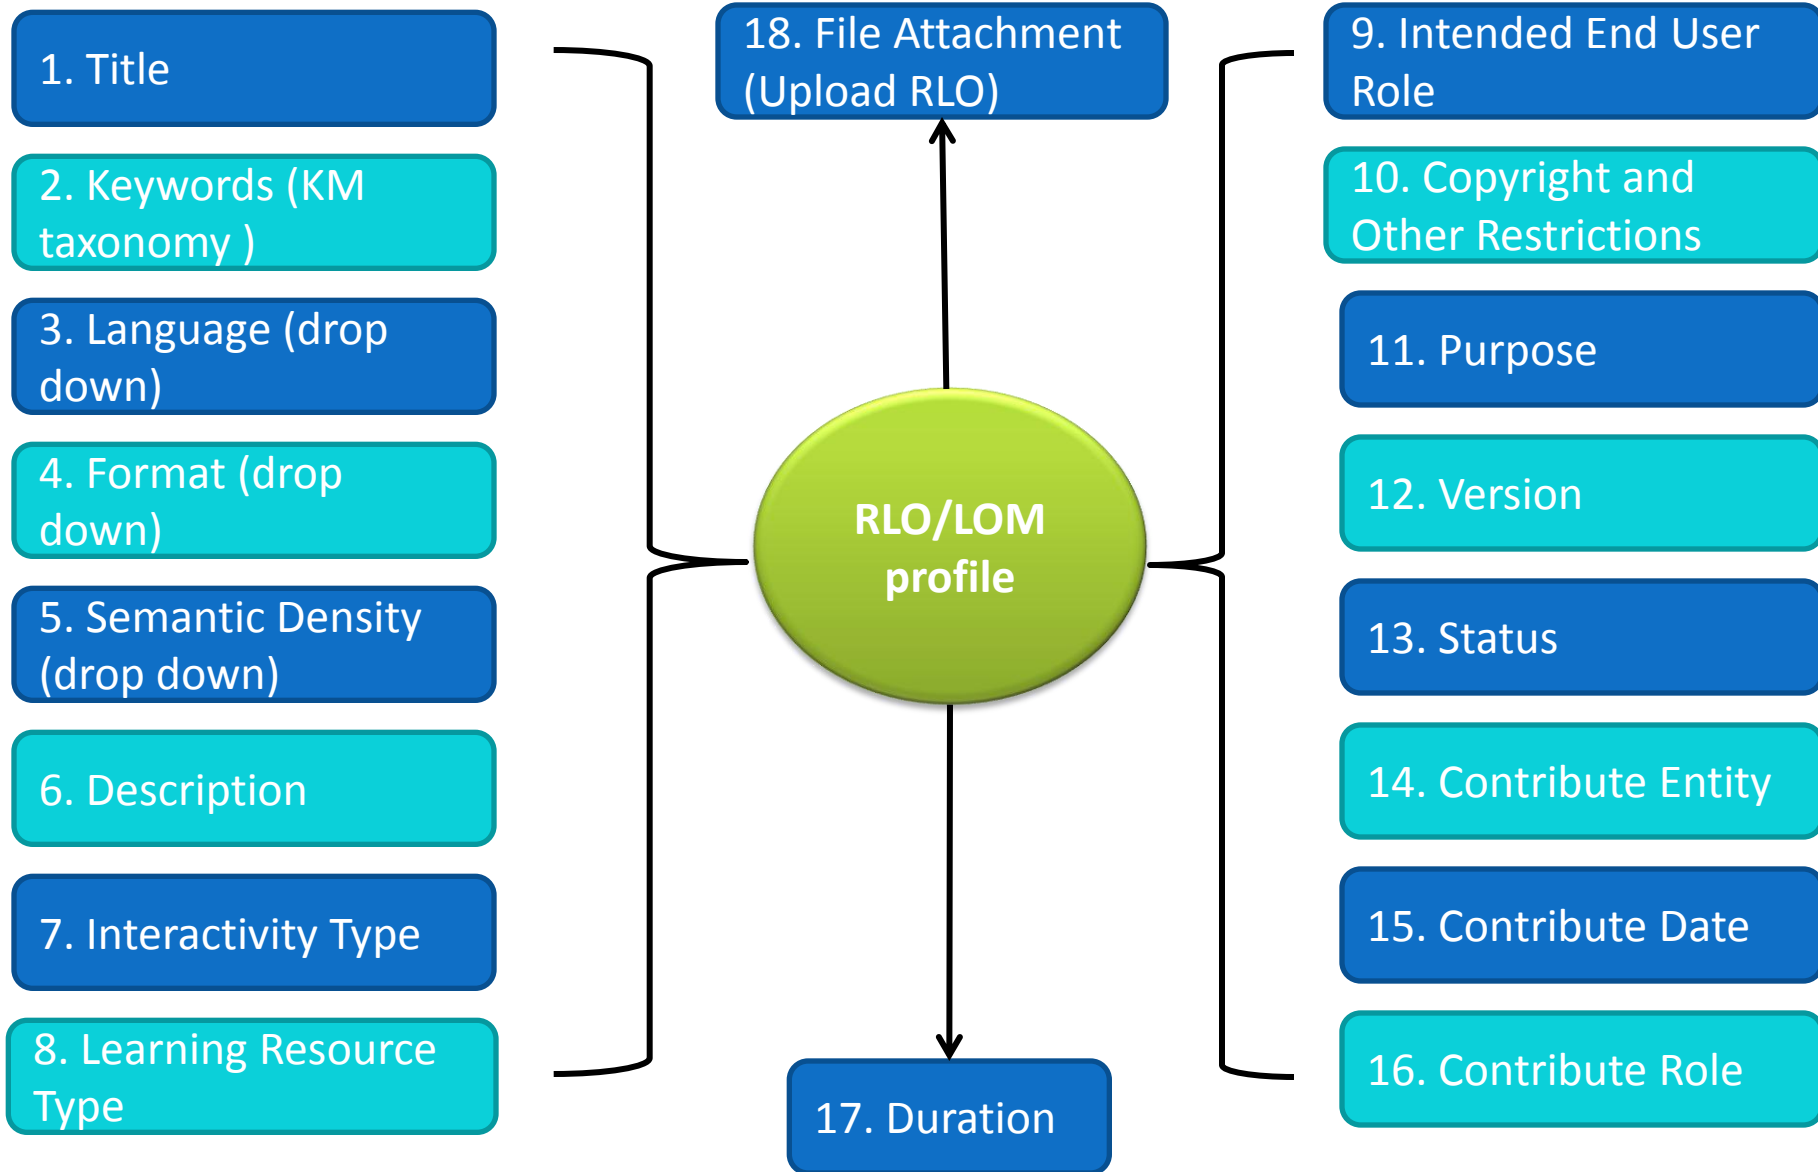 1. Title
2. Keywords (KM
taxonomy )
3. Language (drop
down)
4. Format (drop
down)
5. Semantic Density
(drop down)
6. Description
7. Interactivity Type
8. Learning Resource
Type
18. File Attachment
(Upload RLO)
RLO/LOM
profile
17. Duration
9. Intended End User
Role
10. Copyright and
Other Restrictions
11. Purpose
12. Version
13. Status
14. Contribute Entity
15. Contribute Date
16. Contribute Role